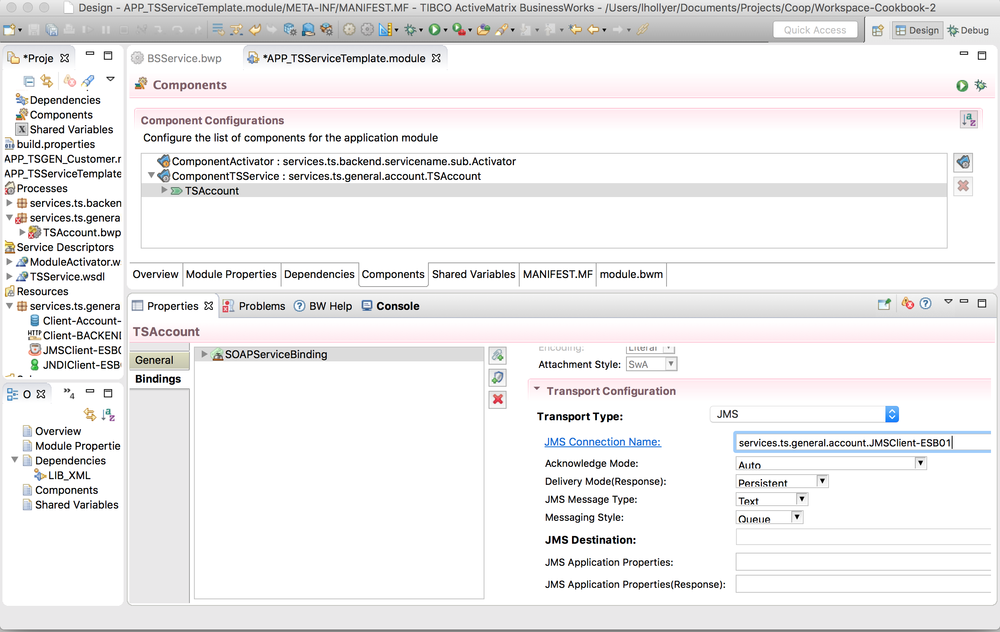 Design - APP_TSServiceTemplate.module/META-INF/MANIFEST.MF - TIBCO ActiveMatrix BusinessWorks - /Users/lhollyer/Documents/Projects/Coop/Workspace-Cookbook-2
Quick Access
Design
Debug
*Proje
Dependencies
Components
Shared Variables
build.properties
APP_TSGEN_Customer.r
APP_TSServiceTemplate
Processes
services.ts.backen
services.ts.genera
TSAccount.bwp
Service Descriptors
ModuleActivator.w
TSService.wsdl
Resources
services.ts.genera
Client-Account-
HTTP
Client-BACKEND
JMSClient-ESB0
JNDIClient-ESB
O
»4
Overview
Module Propertie
Dependencies
LIB_XML
Components
Shared Variables
BSService.bwp
*APP_TSServiceTemplate.module
Components
Component Configurations
Configure the list of components for the application module
ComponentActivator : services.ts.backend.servicename.sub.Activator
ComponentTSService : services.ts.general.account.TSAccount
TSAccount
Overview
Module Properties
Dependencies
Components
Shared Variables
MANIFEST.MF
module.bwm
Properties
Problems
BW Help
Console
TSAccount
General
Bindings
SOAPServiceBinding
Encoding: Literal
Attachment Style: SwA
Transport Configuration
Transport Type: JMS
JMS Connection Name: services.ts.general.account.JMSClient-ESB01
Acknowledge Mode: Auto
Delivery Mode(Response): Persistent
JMS Message Type: Text
Messaging Style: Queue
JMS Destination:
JMS Application Properties:
JMS Application Properties(Response):